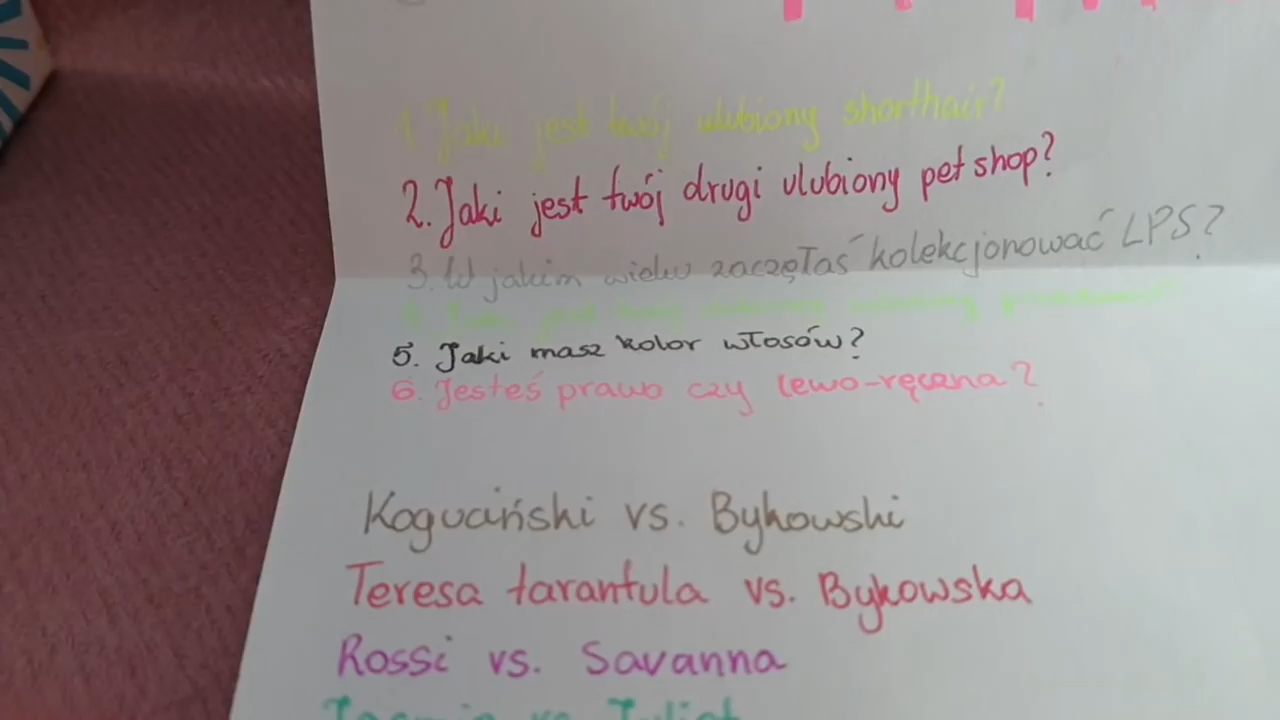 1. Jaki jest twój ulubiony shorthair?
2. Jaki jest twój drugi ulubiony pet shop?
3. W jakim wieku zaczęłaś kolekcjonować LPS?
5. Jaki masz kolor włosów?
6. Jesteś prawo czy lewo-ręczna?
Koguciński vs. Bykowski
Teresa tarantula vs. Bykowska
Rossi vs. Savanna